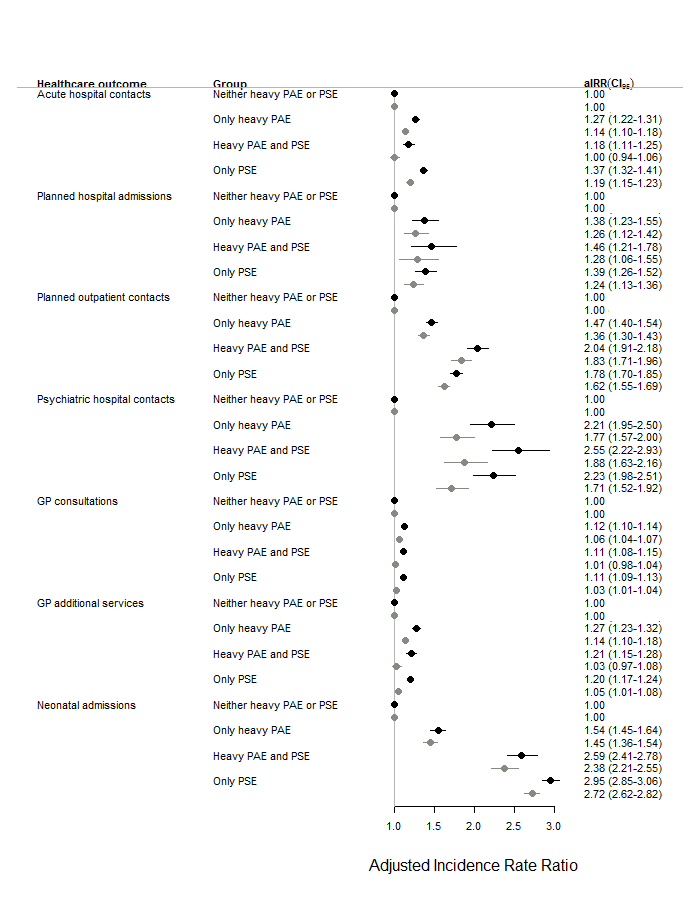 Healthcare outcome Group aIRR(CI95)
Acute hospital contacts Neither heavy PAE or PSE 1.00
1.00
Only heavy PAE 1.27 (1.22-1.31)
1.14 (1.10-1.18)
Heavy PAE and PSE 1.18 (1.11-1.25)
1.00 (0.94-1.06)
Only PSE 1.37 (1.32-1.41)
1.19 (1.15-1.23)
Planned hospital admissions Neither heavy PAE or PSE 1.00
1.00
Only heavy PAE 1.38 (1.23-1.55)
1.26 (1.12-1.42)
Heavy PAE and PSE 1.46 (1.21-1.78)
1.28 (1.06-1.55)
Only PSE 1.39 (1.26-1.52)
1.24 (1.13-1.36)
Planned outpatient contacts Neither heavy PAE or PSE 1.00
1.00
Only heavy PAE 1.47 (1.40-1.54)
1.36 (1.30-1.43)
Heavy PAE and PSE 2.04 (1.91-2.18)
1.83 (1.71-1.96)
Only PSE 1.78 (1.70-1.85)
1.62 (1.55-1.69)
Psychiatric hospital contacts Neither heavy PAE or PSE 1.00
1.00
Only heavy PAE 2.21 (1.95-2.50)
1.77 (1.57-2.00)
Heavy PAE and PSE 2.55 (2.22-2.93)
1.88 (1.63-2.16)
Only PSE 2.23 (1.98-2.51)
1.71 (1.52-1.92)
GP consultations Neither heavy PAE or PSE 1.00
1.00
Only heavy PAE 1.12 (1.10-1.14)
1.06 (1.04-1.07)
Heavy PAE and PSE 1.11 (1.08-1.15)
1.01 (0.98-1.04)
Only PSE 1.11 (1.09-1.13)
1.03 (1.01-1.04)
GP additional services Neither heavy PAE or PSE 1.00
1.00
Only heavy PAE 1.27 (1.23-1.32)
1.14 (1.10-1.18)
Heavy PAE and PSE 1.21 (1.15-1.28)
1.03 (0.97-1.08)
Only PSE 1.20 (1.17-1.24)
1.05 (1.01-1.08)
Neonatal admissions Neither heavy PAE or PSE 1.00
1.00
Only heavy PAE 1.54 (1.45-1.64)
1.45 (1.36-1.54)
Heavy PAE and PSE 2.59 (2.41-2.78)
2.38 (2.21-2.55)
Only PSE 2.95 (2.85-3.06)
2.72 (2.62-2.82)
1.0 1.5 2.0 2.5 3.0
Adjusted Incidence Rate Ratio